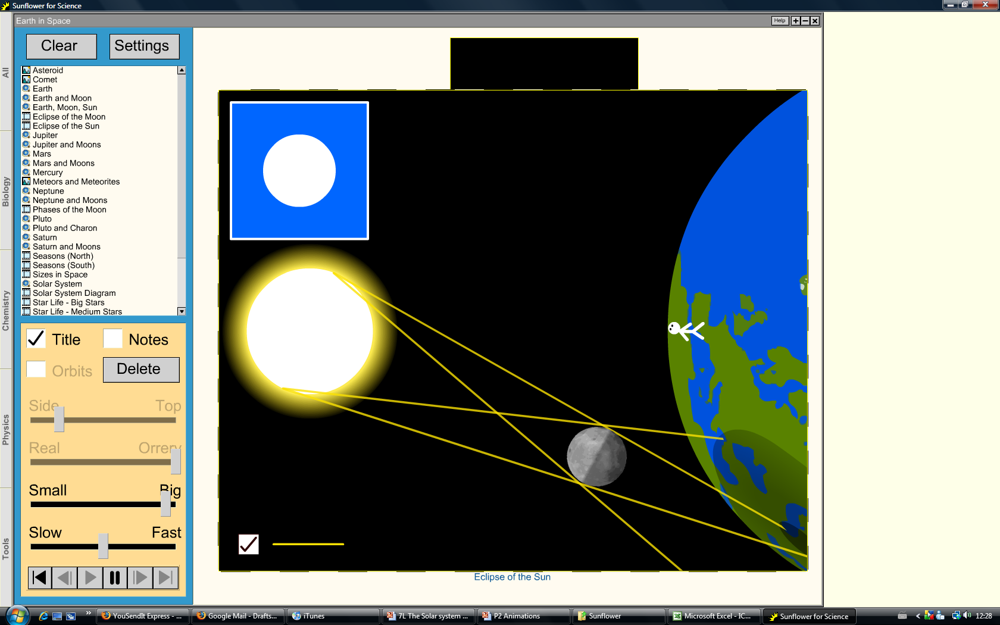 Sunflower for Science
Earth in Space
Help
Clear
Settings
All
Biology
Chemistry
Physics
Tools
Asteroid
Comet
Earth
Earth and Moon
Earth, Moon, Sun
Eclipse of the Moon
Eclipse of the Sun
Jupiter
Jupiter and Moons
Mars
Mars and Moons
Mercury
Meteors and Meteorites
Neptune
Neptune and Moons
Phases of the Moon
Pluto
Pluto and Charon
Saturn
Saturn and Moons
Seasons (North)
Seasons (South)
Sizes in Space
Solar System
Solar System Diagram
Star Life - Big Stars
Star Life - Medium Stars
Title
Notes
Orbits
Delete
Side
Top
Real
Orrery
Small
Big
Slow
Fast
Eclipse of the Sun
YouSendIt Express - ...
Google Mail - Drafts...
iTunes
7L The Solar system ...
P2 Animations
Sunflower
Microsoft Excel - IC...
Sunflower for Science
12:28